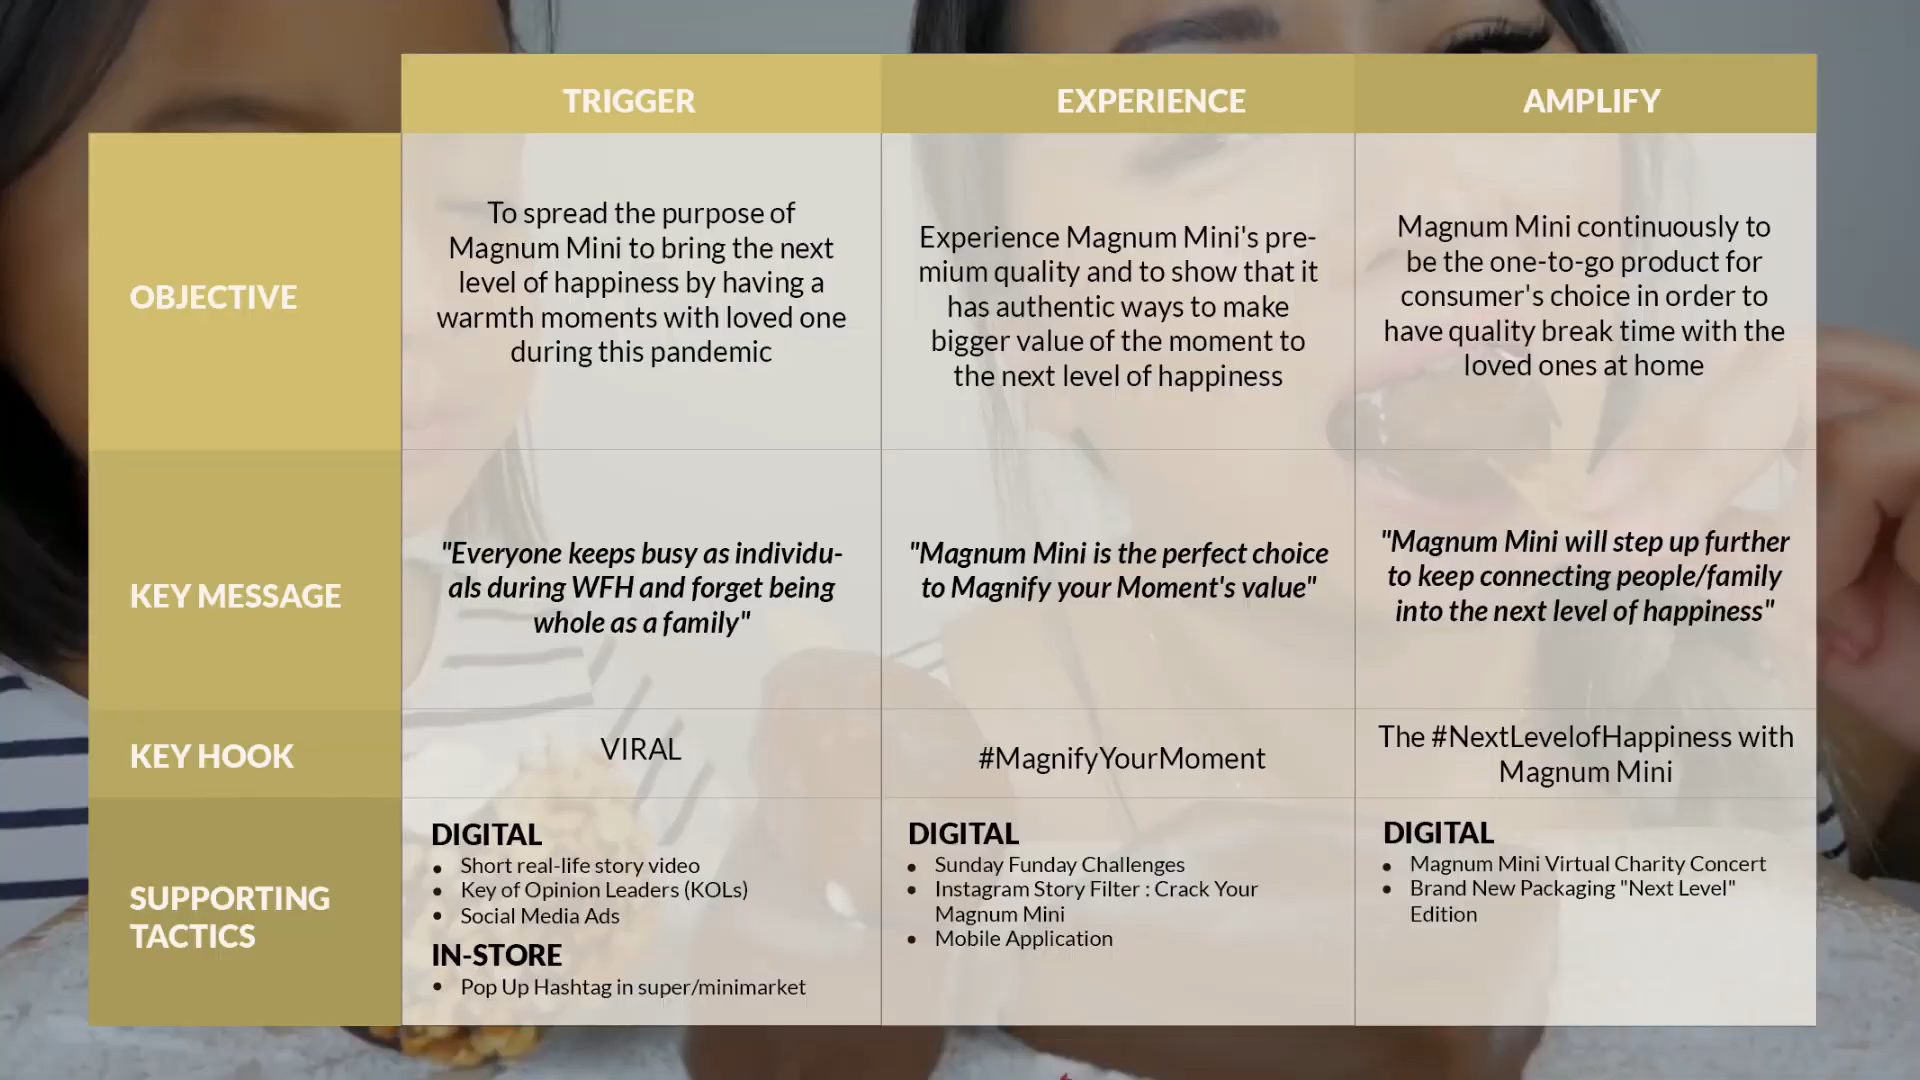 TRIGGER
EXPERIENCE
AMPLIFY
OBJECTIVE
To spread the purpose of
Magnum Mini to bring the next
level of happiness by having a
warmth moments with loved one
during this pandemic
Experience Magnum Mini's pre-
mium quality and to show that it
has authentic ways to make
bigger value of the moment to
the next level of happiness
Magnum Mini continuously to
be the one-to-go product for
consumer's choice in order to
have quality break time with the
loved ones at home
KEY MESSAGE
"Everyone keeps busy as individu-
als during WFH and forget being
whole as a family"
"Magnum Mini is the perfect choice
to Magnify your Moment's value"
"Magnum Mini will step up further
to keep connecting people/family
into the next level of happiness"
KEY HOOK
VIRAL
#MagnifyYourMoment
The #NextLevelofHappiness with
Magnum Mini
SUPPORTING
TACTICS
DIGITAL
• Short real-life story video
• Key of Opinion Leaders (KOLs)
• Social Media Ads
IN-STORE
• Pop Up Hashtag in super/minimarket
DIGITAL
• Sunday Funday Challenges
• Instagram Story Filter : Crack Your
Magnum Mini
• Mobile Application
DIGITAL
• Magnum Mini Virtual Charity Concert
• Brand New Packaging "Next Level"
Edition